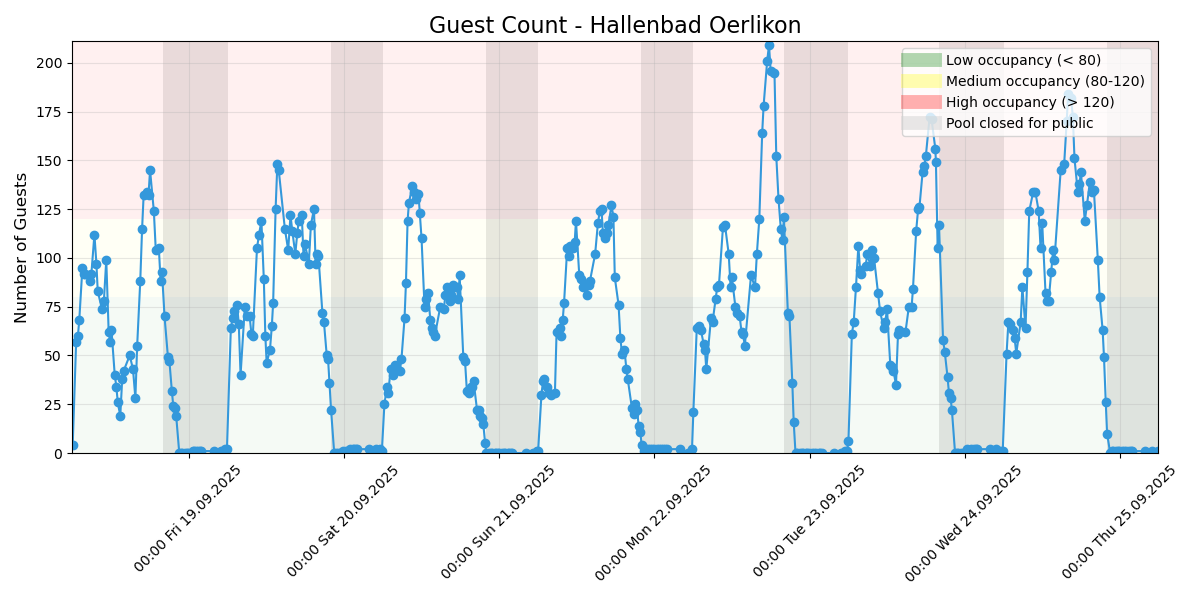 Guest Count - Hallenbad Oerlikon
Number of Guests
200
175
150
125
100
75
50
25
0
Low occupancy (< 80)
Medium occupancy (80-120)
High occupancy (> 120)
Pool closed for public
00:00 Fri 19.09.2025
00:00 Sat 20.09.2025
00:00 Sun 21.09.2025
00:00 Mon 22.09.2025
00:00 Tue 23.09.2025
00:00 Wed 24.09.2025
00:00 Thu 25.09.2025